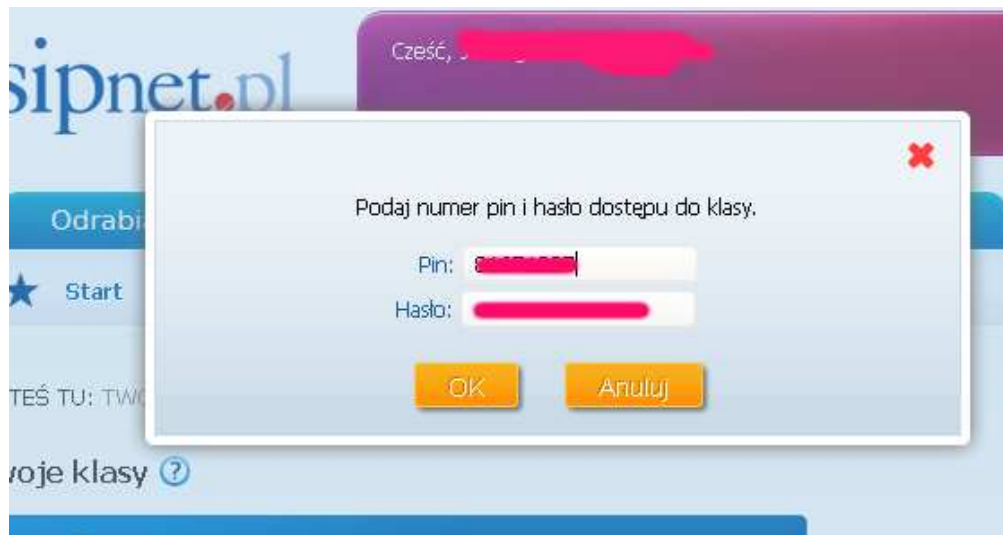 sipnet.pl
Cześć,
Podaj numer pin i hasło dostępu do klasy.
Odrabi
Pin:
Start
Hasło:
OK Anuluj
TEŚ TU: TWO
woje klasy ?